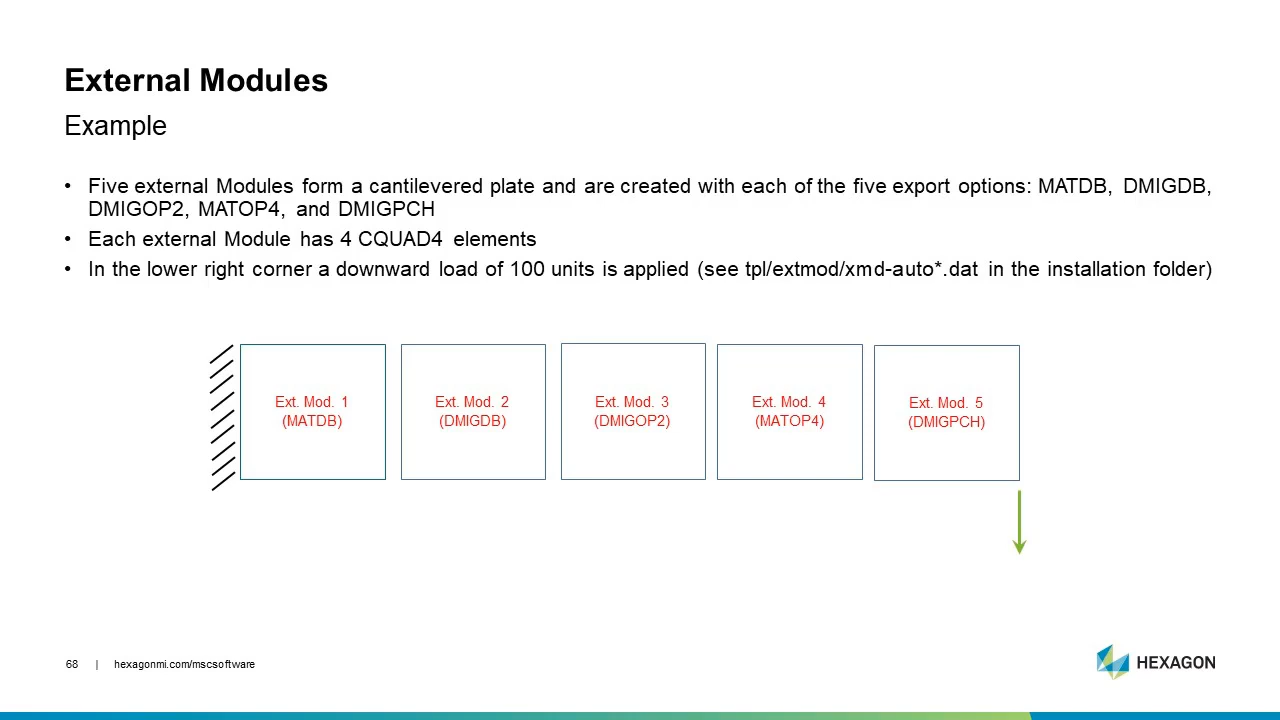 External Modules
Example
• Five external Modules form a cantilevered plate and are created with each of the five export options: MATDB, DMIGDB,
DMIGOP2, MATOP4, and DMIGPCH
• Each external Module has 4 CQUAD4 elements
• In the lower right corner a downward load of 100 units is applied (see tpl/extmod/xmd-auto*.dat in the installation folder)
Ext. Mod. 1
(MATDB)
Ext. Mod. 2
(DMIGDB)
Ext. Mod. 3
(DMIGOP2)
Ext. Mod. 4
(MATOP4)
Ext. Mod. 5
(DMIGPCH)
68 | hexagonmi.com/mscsoftware
HEXAGON